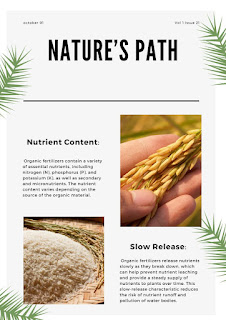 october 01
Vol 1 Issue 21
NATURE'S PATH
Nutrient Content:
Organic fertilizers contain a variety
of essential nutrients, including
nitrogen (N), phosphorus (P), and
potassium (K), as well as secondary
and micronutrients. The nutrient
content varies depending on the
source of the organic material.
Slow Release:
Organic fertilizers release nutrients
slowly as they break down, which
can help prevent nutrient leaching
and provide a steady supply of
nutrients to plants over time. This
slow-release characteristic reduces
the risk of nutrient runoff and
pollution of water bodies.